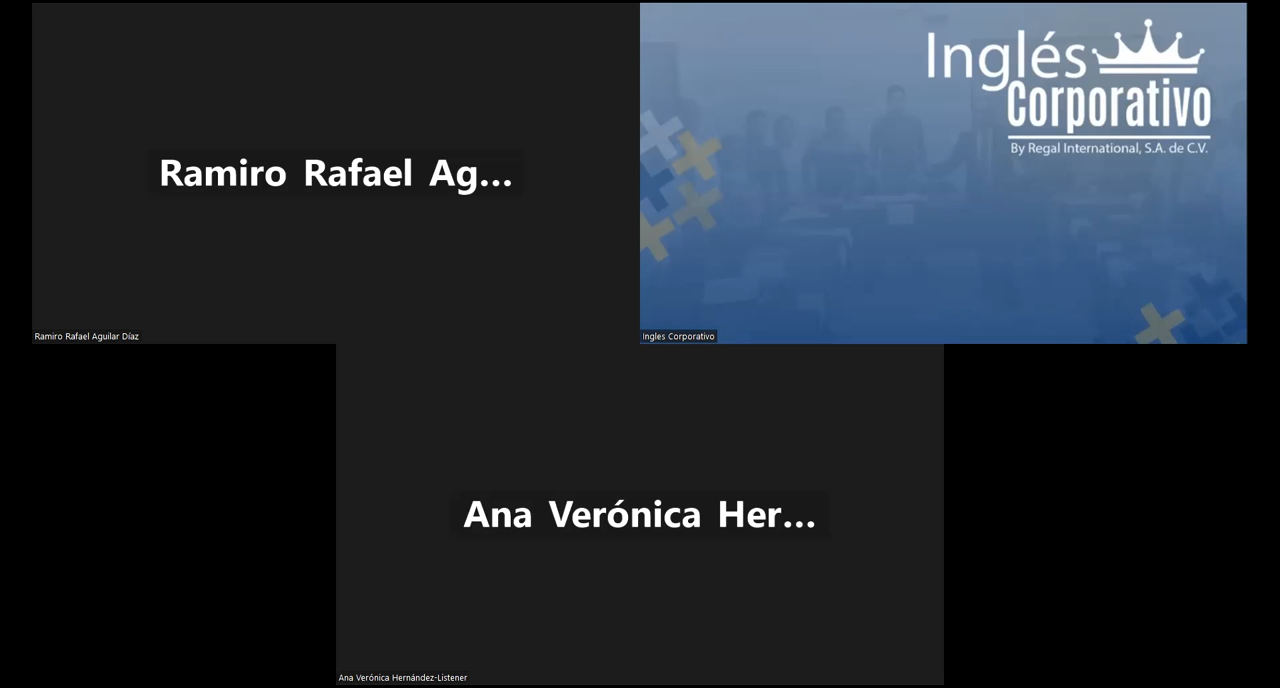 Ramiro Rafael Ag...
Ramiro Rafael Aguilar Díaz
Inglés
Corporativo
By Regal International, S.A. de C.V.
Ingles Corporativo
Ana Verónica Her...
Ana Verónica Hernández-Listener